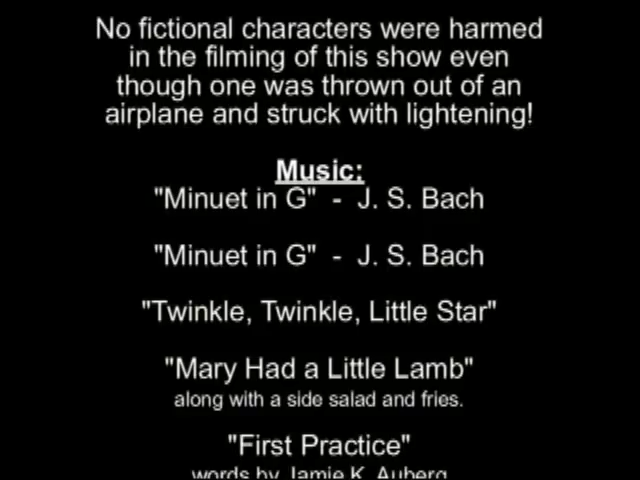 No fictional characters were harmed
in the filming of this show even
though one was thrown out of an
airplane and struck with lightening!
Music:
"Minuet in G" - J. S. Bach
"Minuet in G" - J. S. Bach
"Twinkle, Twinkle, Little Star"
"Mary Had a Little Lamb"
along with a side salad and fries.
"First Practice"
words by Jamie K. Auberg